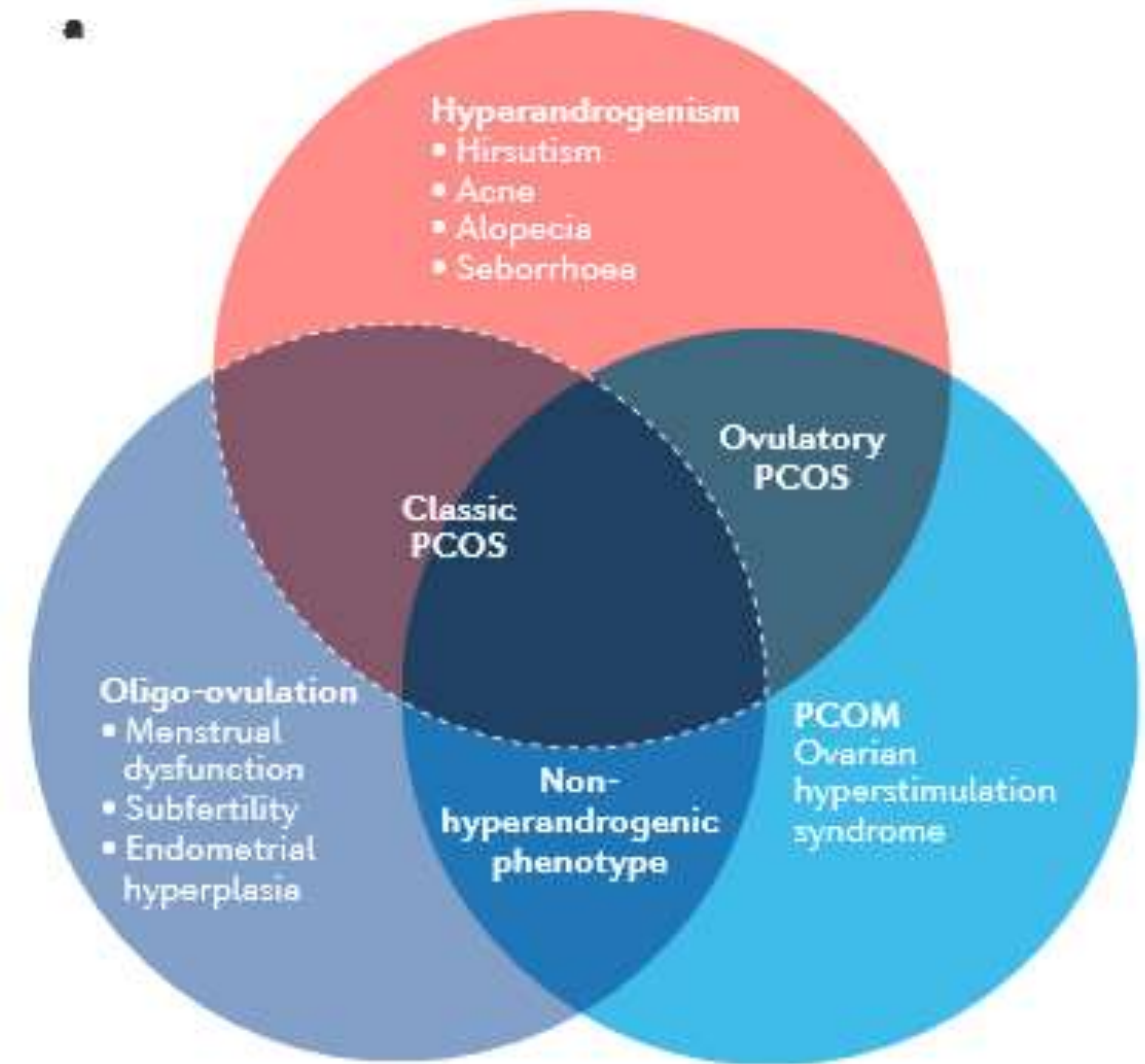 a
Hyperandrogenism
• Hirsutism
• Acne
• Alopecia
• Seborrhoea
Ovulatory
PCOS
Classic
PCOS
Oligo-ovulation
• Menstrual
dysfunction
• Subfertility
• Endometrial
hyperplasia
Non-
hyperandrogenic
phenotype
PCOM
Ovarian
hyperstimulation
syndrome